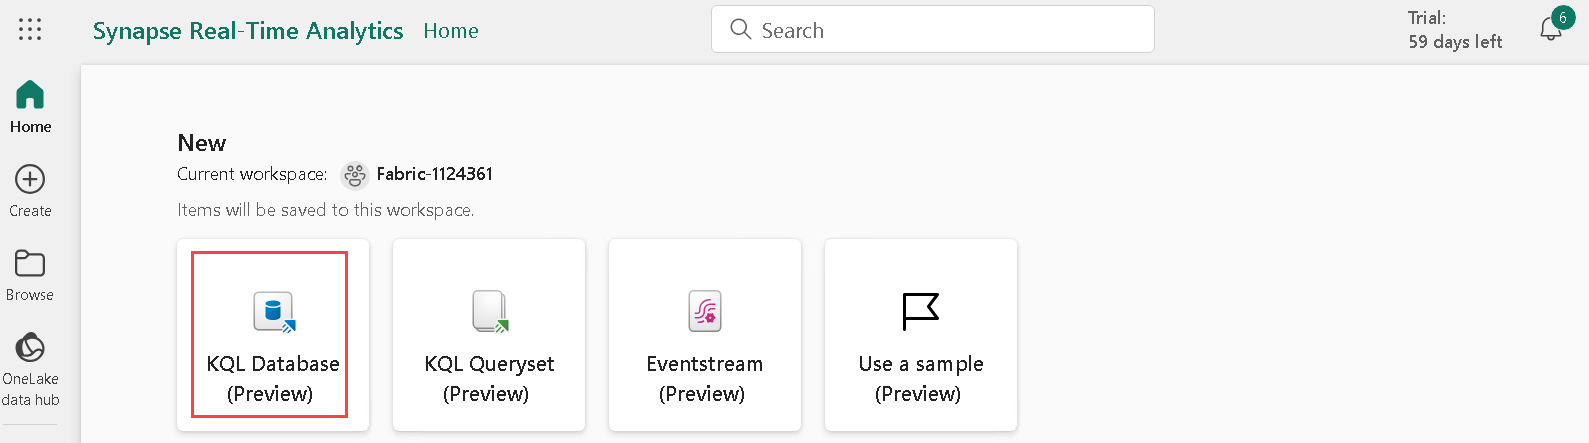 Synapse Real-Time Analytics Home
Search
Trial:
59 days left
6
Home
Create
Browse
OneLake
data hub
New
Current workspace: Fabric-1124361
Items will be saved to this workspace.
KQL Database
(Preview)
KQL Queryset
(Preview)
Eventstream
(Preview)
Use a sample
(Preview)